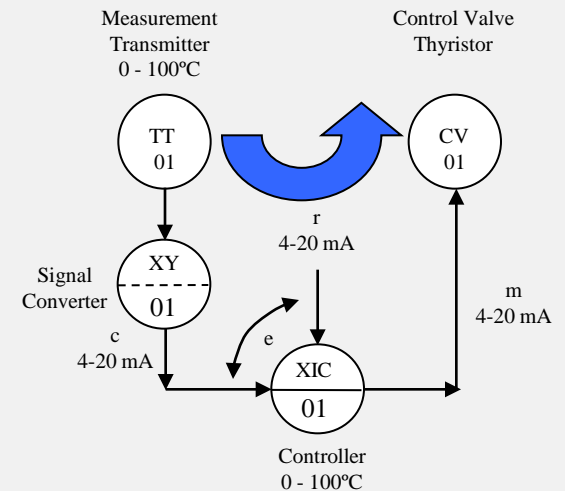 Measurement
Transmitter
0 - 100ºC
Control Valve
Thyristor
TT
01
CV
01
r
4-20 mA
XY
01
Signal
Converter
c
4-20 mA
e
m
4-20 mA
XIC
01
Controller
0 - 100ºC